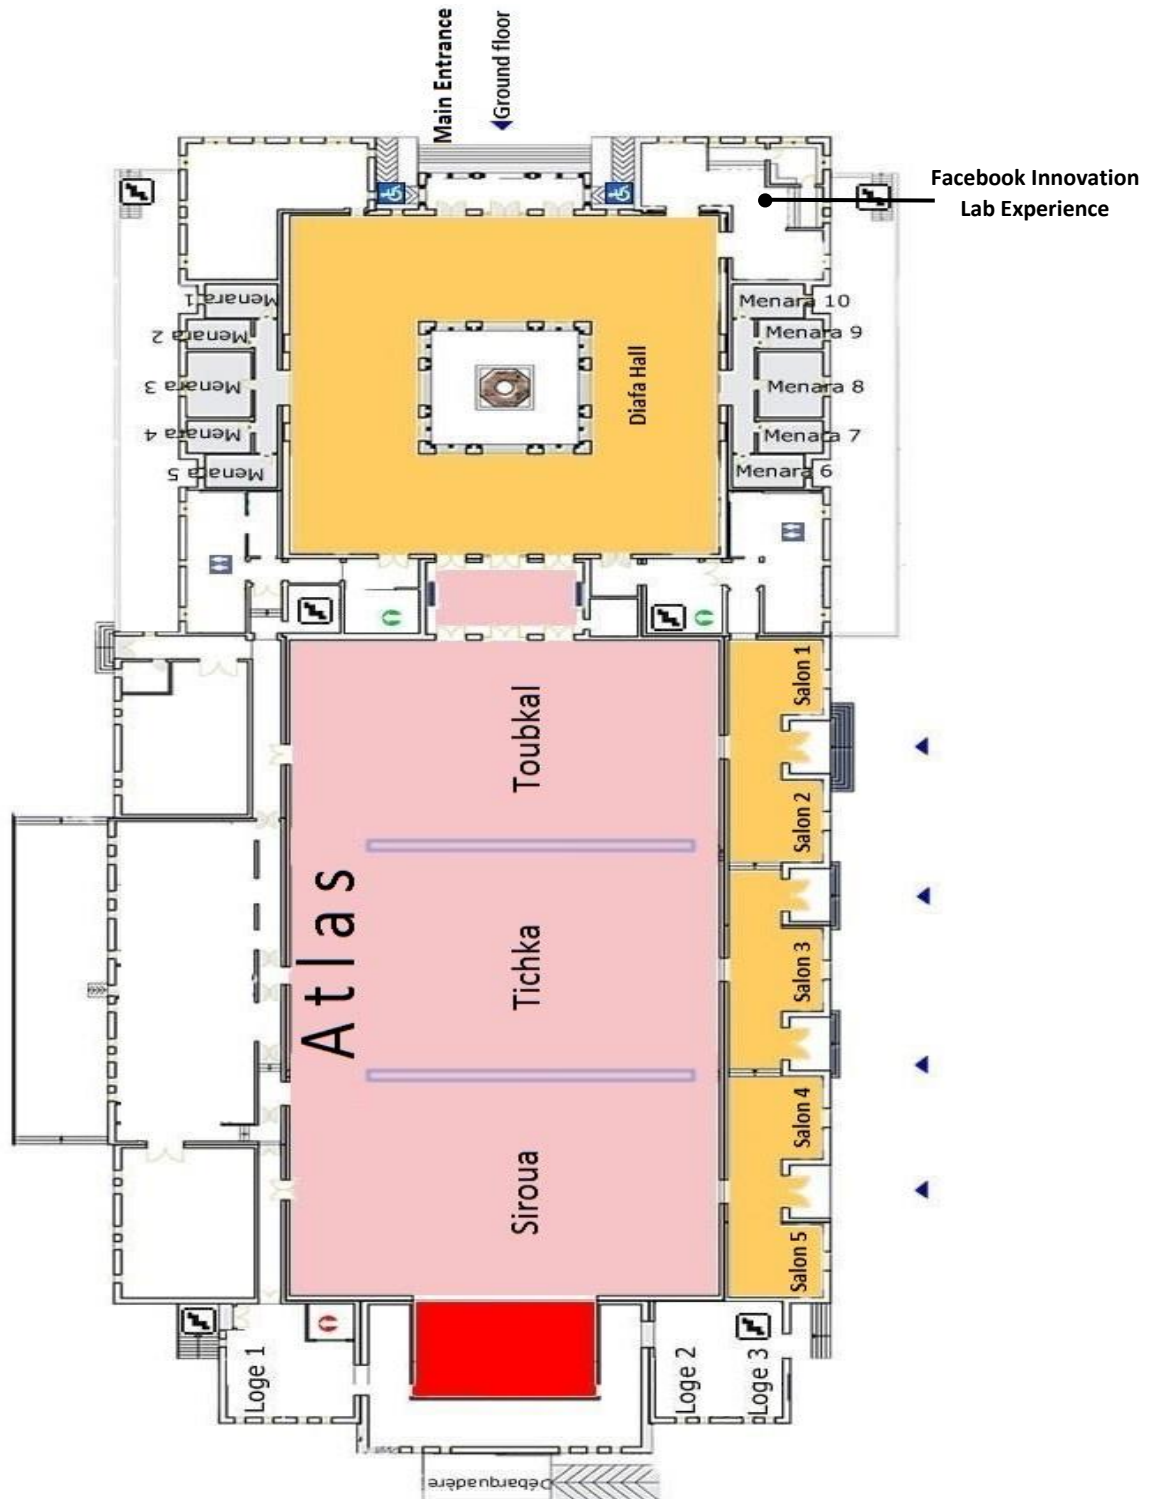 Main Entrance
Ground floor
Facebook Innovation
Lab Experience
Menara 1
Menara 2
Menara 3
Menara 4
Menara 5
Menara 10
Menara 9
Menara 8
Menara 7
Menara 6
Diafa Hall
Atlas
Toubkal
Tichka
Siroua
Salon 1
Salon 2
Salon 3
Salon 4
Salon 5
Loge 1
Loge 2
Loge 3
Débarquadère